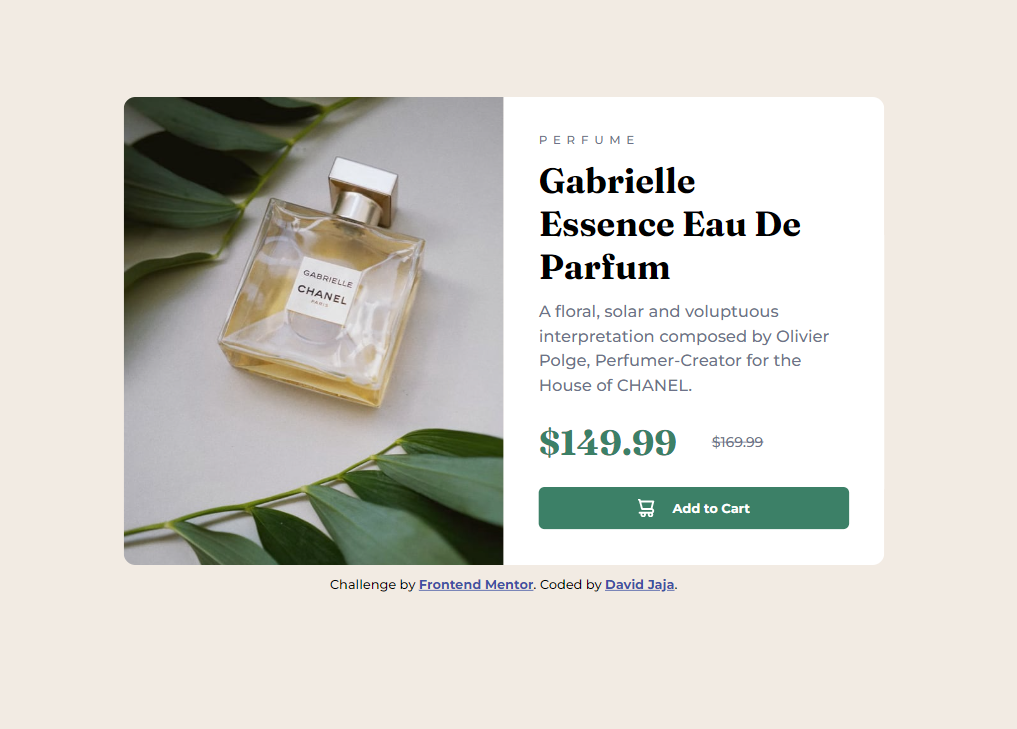 GABRIELLE
CHANEL
PARIS
PERFUME
Gabrielle
Essence Eau De
Parfum
A floral, solar and voluptuous
interpretation composed by Olivier
Polge, Perfumer-Creator for the
House of CHANEL.
$149.99 $169.99
Add to Cart
Challenge by Frontend Mentor. Coded by David Jaja.